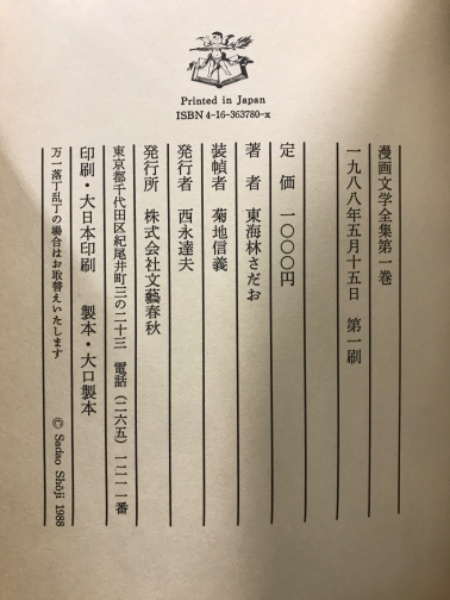 Printed in Japan
ISBN 4-16-363780-x
漫画文学全集第一巻
一九八八年五月十五日 第一刷
定価 一〇〇〇円
著者 東海林さだお
装幀者 菊地信義
発行者 西永達夫
発行所 株式会社文藝春秋
東京都千代田区紀尾井町三の二十三 電話(二六五)一二一一番
印刷・大日本印刷 製本・大口製本
万一落丁乱丁の場合はお取替えいたします
© Sadao Shōji 1988